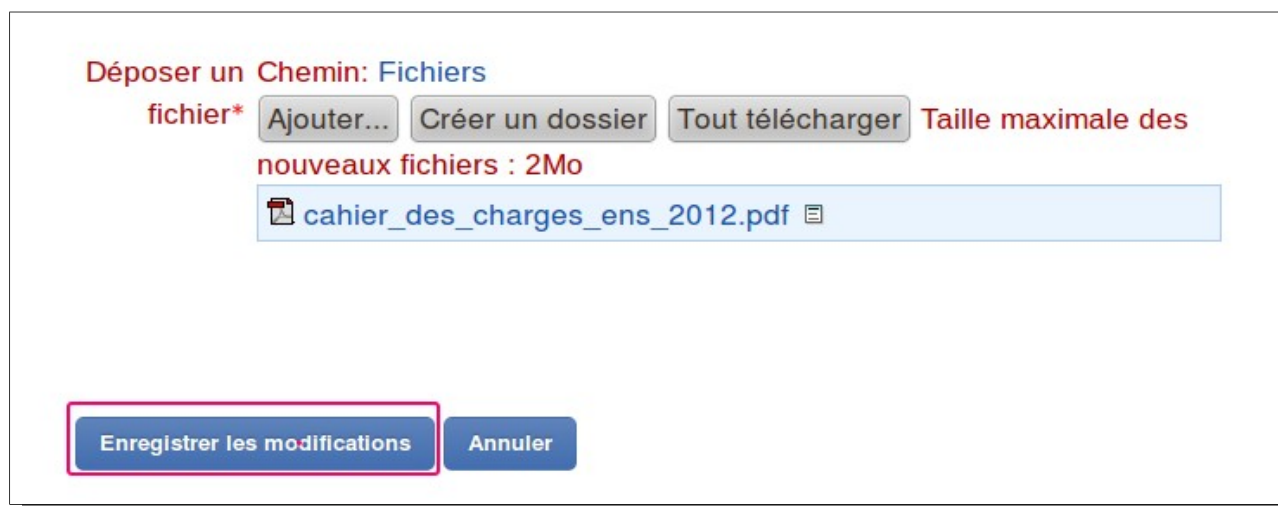 Déposer un Chemin: Fichiers
fichier* Ajouter... Créer un dossier Tout télécharger Taille maximale des
nouveaux fichiers : 2Mo
cahier_des_charges_ens_2012.pdf
Enregistrer les modifications Annuler